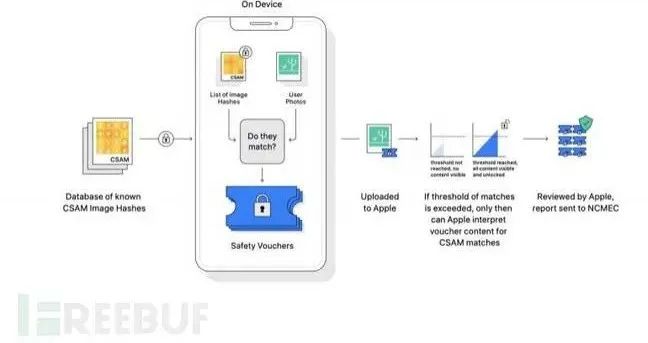 On Device
CSAM
List of Image
Hashes
User
Photos
Do they
match?
CSAM
Database of known
CSAM Image Hashes
Safety Vouchers
Uploaded
to Apple
Threshold not
reached, no
content visible
Threshold reached,
all content visible
and unlocked
If threshold of matches
is exceeded, only then
can Apple interpret
voucher content for
CSAM matches
Reviewed by Apple,
report sent to NCMEC
FREEBUF